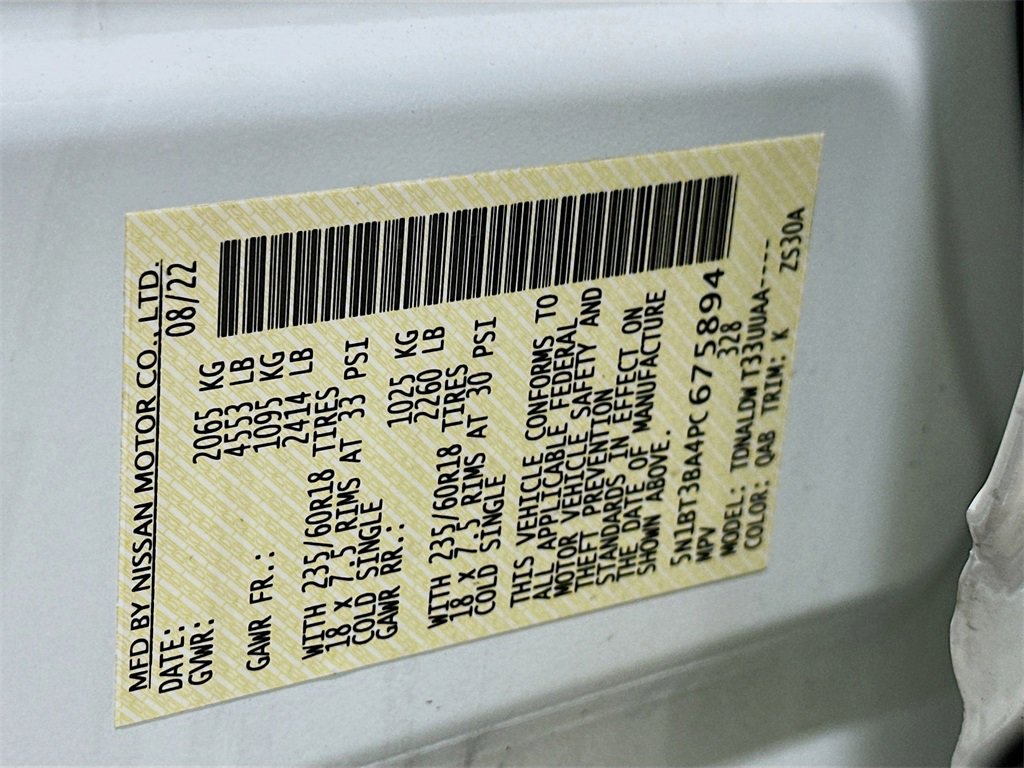 MFD BY NISSAN MOTOR CO., LTD.
DATE: 08/22
GVWR: 2065 KG
4553 LB
GAWR FR.: 1095 KG
2414 LB
WITH 235/60R18 TIRES
18 X 7.5 RIMS AT 33 PSI
COLD SINGLE
GAWR RR.: 1025 KG
2260 LB
WITH 235/60R18 TIRES
18 X 7.5 RIMS AT 30 PSI
COLD SINGLE
THIS VEHICLE CONFORMS TO
ALL APPLICABLE FEDERAL
MOTOR VEHICLE SAFETY AND
THEFT PREVENTION
STANDARDS IN EFFECT ON
THE DATE OF MANUFACTURE
SHOWN ABOVE.
5N1BT3BA4PC675894
MPV 328
MODEL: TDNALDWT33UUAA----
COLOR: QAB TRIM: K ZS30A